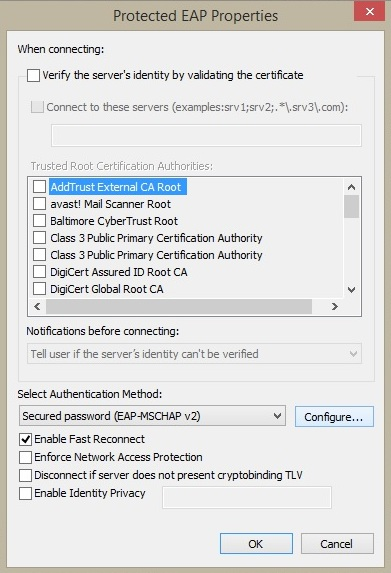 Protected EAP Properties
When connecting:
Verify the server's identity by validating the certificate
Connect to these servers (examples:srv1;srv2;.*\.srv3\.com):
Trusted Root Certification Authorities:
AddTrust External CA Root
avast! Mail Scanner Root
Baltimore CyberTrust Root
Class 3 Public Primary Certification Authority
Class 3 Public Primary Certification Authority
DigiCert Assured ID Root CA
DigiCert Global Root CA
Notifications before connecting:
Tell user if the server's identity can't be verified
Select Authentication Method:
Secured password (EAP-MSCHAP v2) Configure...
Enable Fast Reconnect
Enforce Network Access Protection
Disconnect if server does not present cryptobinding TLV
Enable Identity Privacy
OK Cancel